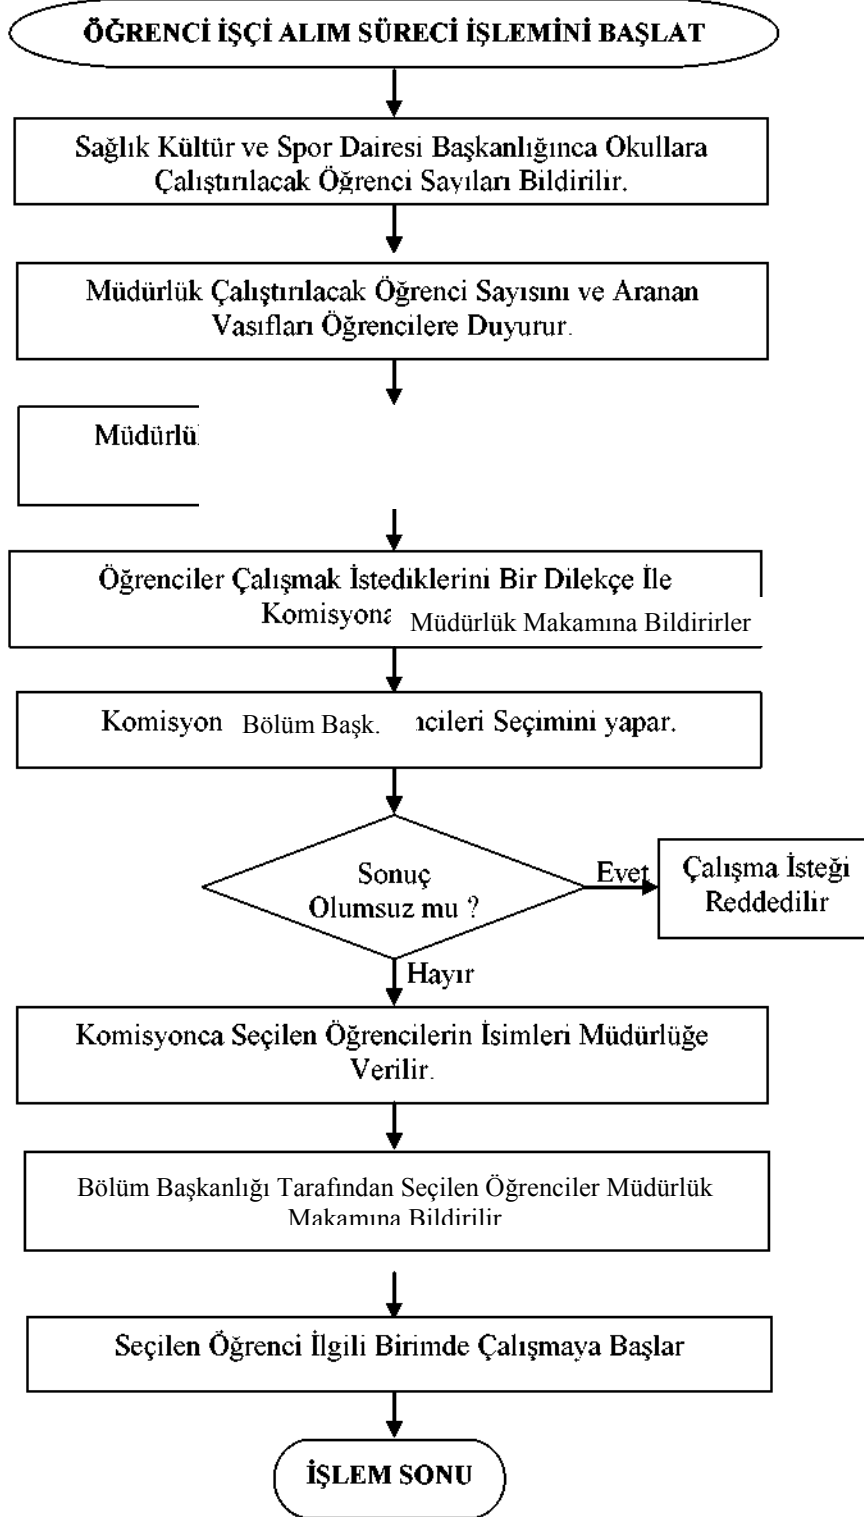 ÖĞRENCİ İŞÇİ ALIM SÜRECİ İŞLEMİNİ BAŞLAT
Sağlık Kültür ve Spor Dairesi Başkanlığınca Okullara
Çalıştırılacak Öğrenci Sayıları Bildirilir.
Müdürlük Çalıştırılacak Öğrenci Sayısını ve Aranan
Vasıfları Öğrencilere Duyurur.
Öğrenciler Çalışmak İstediklerini Bir Dilekçe İle
Komisyona Müdürlük Makamına Bildirirler
Komisyon Bölüm Başk. Seçimini yapar.
Sonuç
Olumsuz mu ?
Evet
Çalışma İsteği
Reddedilir
Hayır
Komisyonca Seçilen Öğrencilerin İsimleri Müdürlüğe
Verilir.
Bölüm Başkanlığı Tarafından Seçilen Öğrenciler Müdürlük
Makamına Bildirilir
Seçilen Öğrenci İlgili Birimde Çalışmaya Başlar
İŞLEM SONU